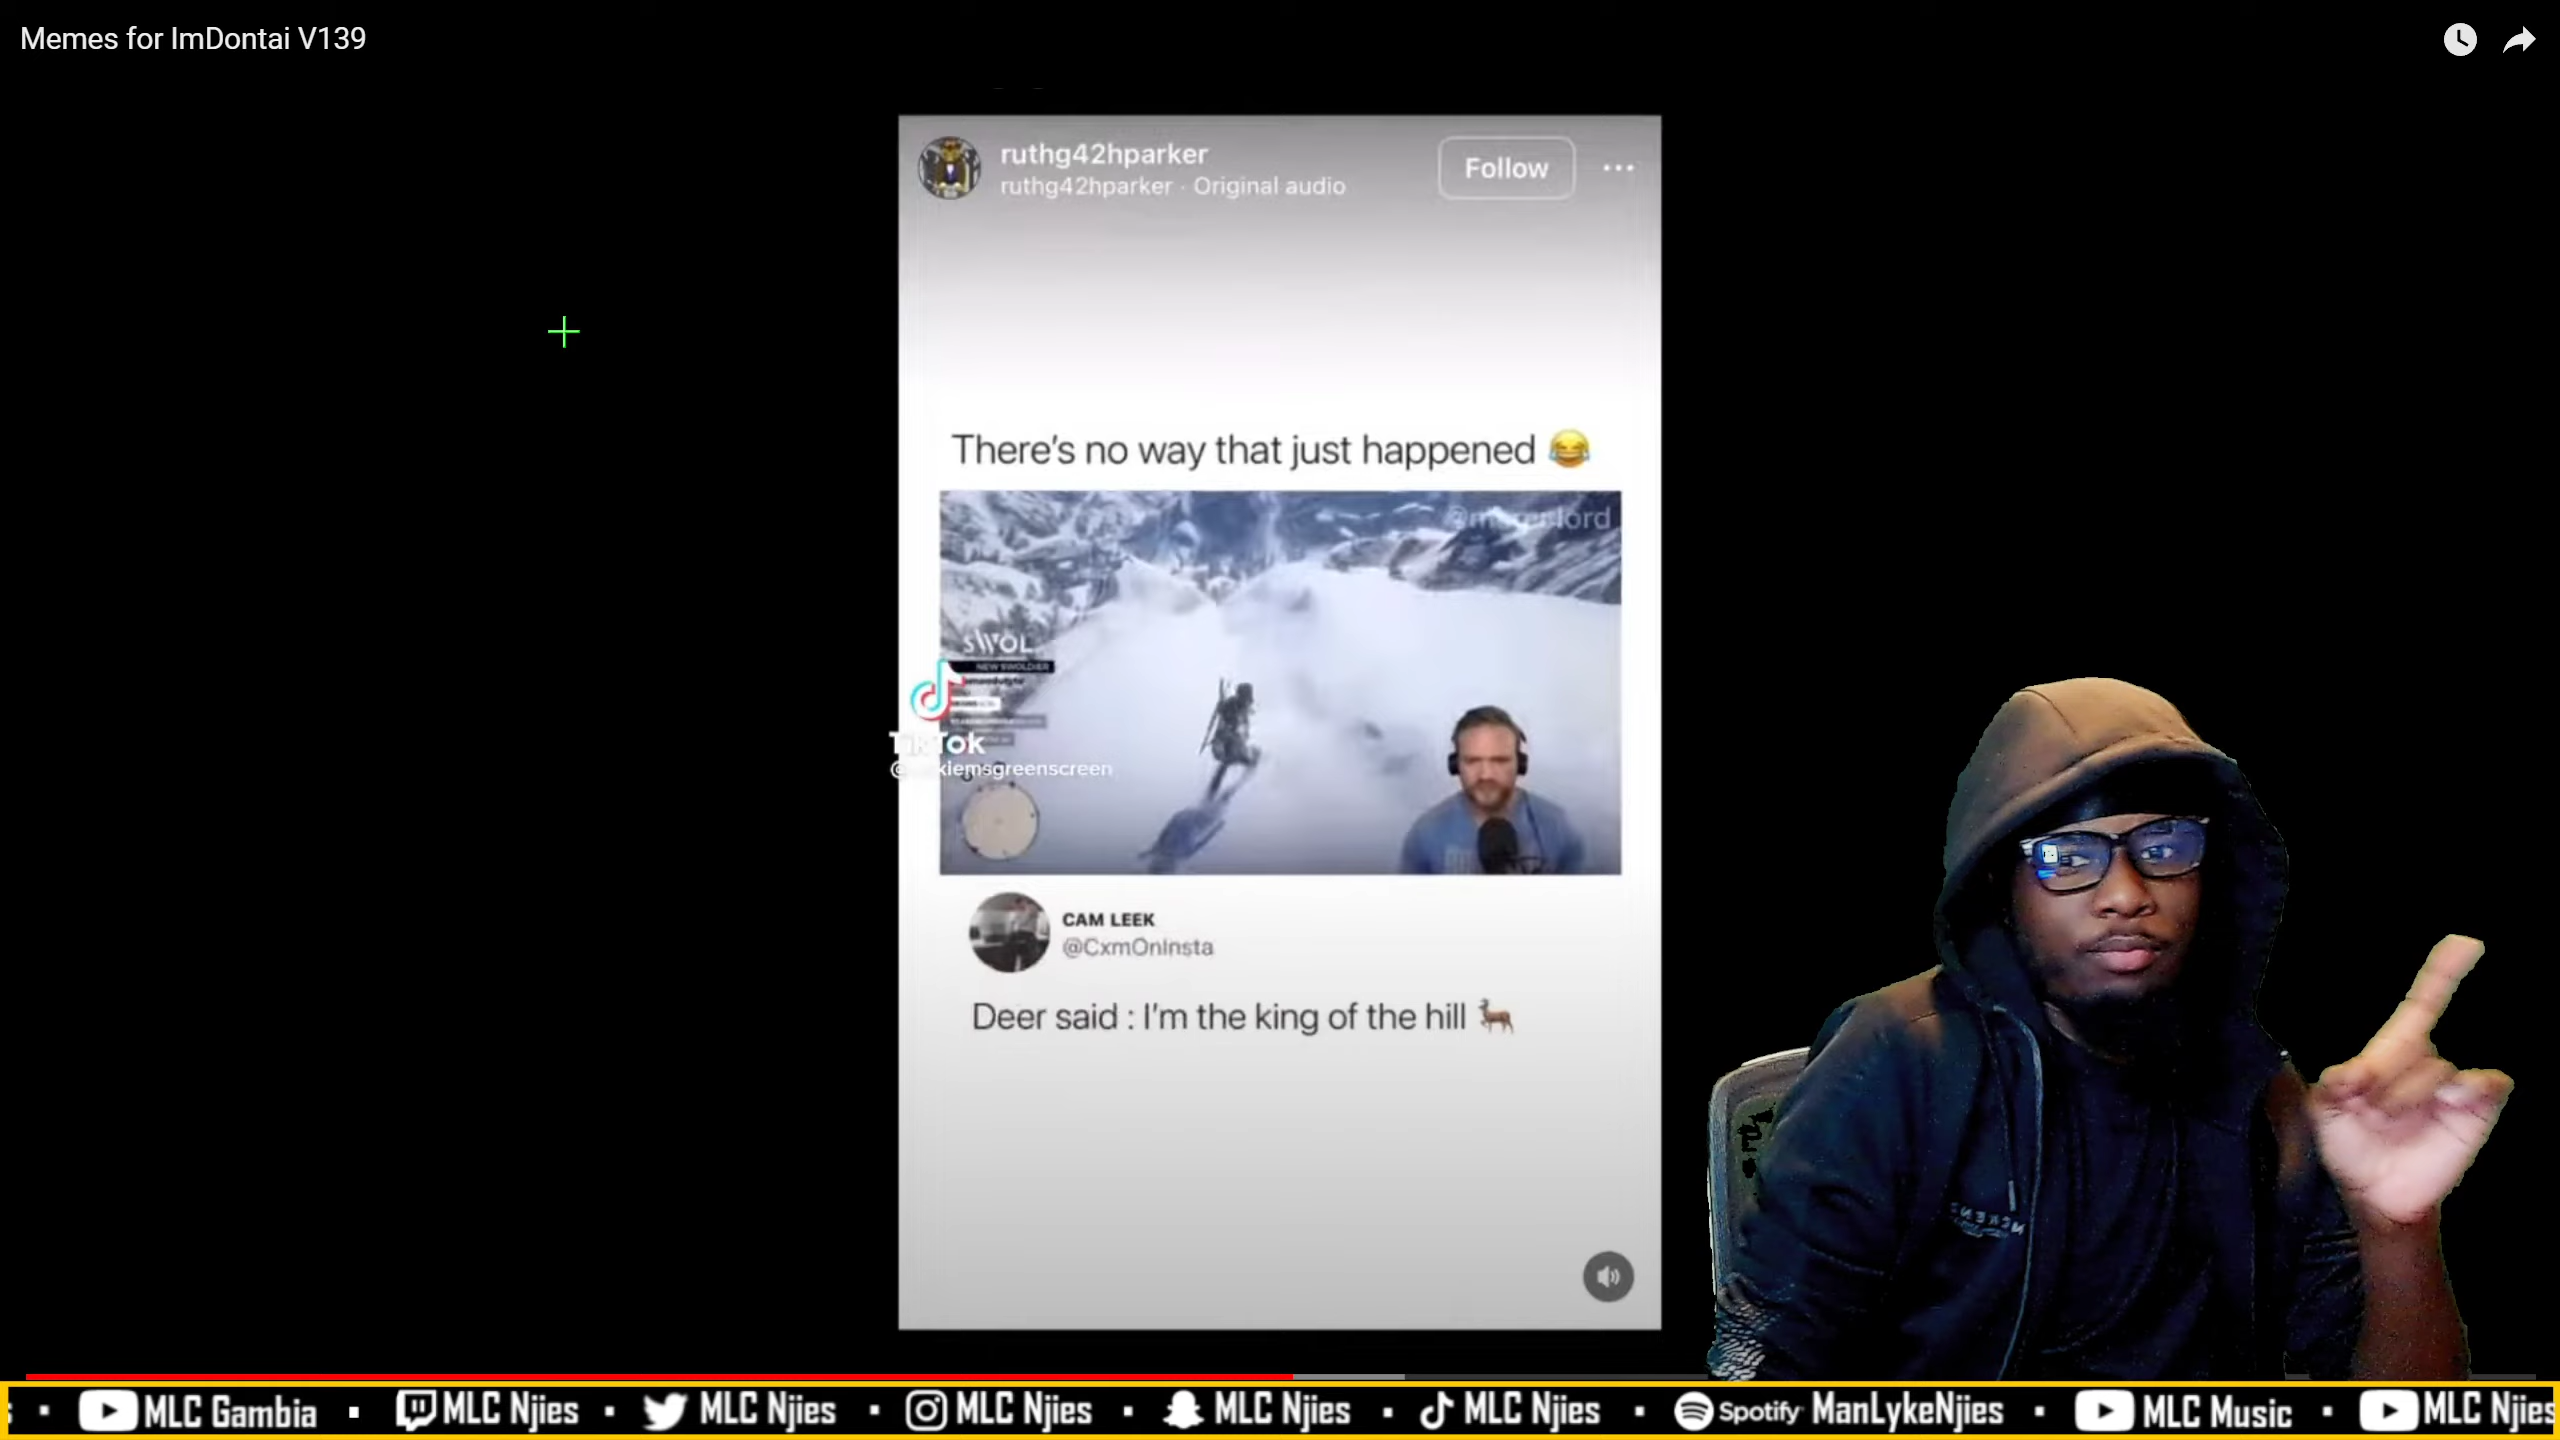 Memes for ImDontai V139
ruthg42hparker
ruthg42hparker · Original audio
Follow
There's no way that just happened 😂
SWOL
NEW SWOLDIER
TikTok
CAM LEEK
@CxmOnInsta
Deer said : I'm the king of the hill 🦌
MLC Gambia · MLC Njies · MLC Njies · MLC Njies · MLC Njies · MLC Njies · Spotify ManLykeNjies · MLC Music · MLC Njies